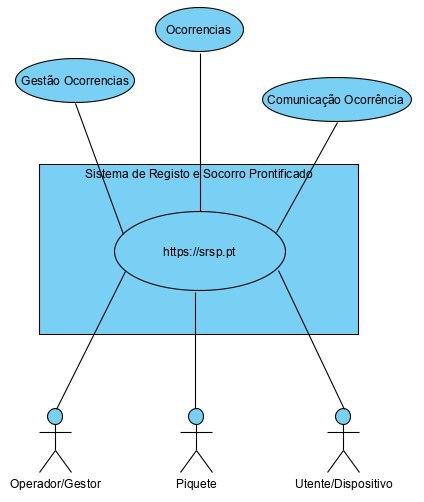 Ocorrencias
Gestão Ocorrencias
Comunicação Ocorrência
Sistema de Registo e Socorro Prontificado
https://srsp.pt
Operador/Gestor
Piquete
Utente/Dispositivo